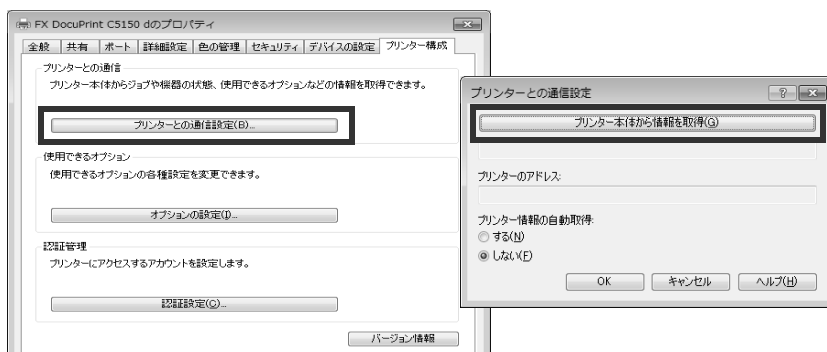 FX DocuPrint C5150 dのプロパティ
全般 共有 ポート 詳細設定 色の管理 セキュリティ デバイスの設定 プリンター構成
プリンターとの通信
プリンター本体からジョブや機器の状態、使用できるオプションなどの情報を取得できます。
プリンターとの通信設定(B)...
使用できるオプション
使用できるオプションの各種設定を変更できます。
オプションの設定(I)...
認証管理
プリンターにアクセスするアカウントを設定します。
認証設定(C)...
バージョン情報
プリンターとの通信設定
プリンター本体から情報を取得(G)
プリンターのアドレス:
プリンター情報の自動取得:
する(N)
しない(F)
OK キャンセル ヘルプ(H)